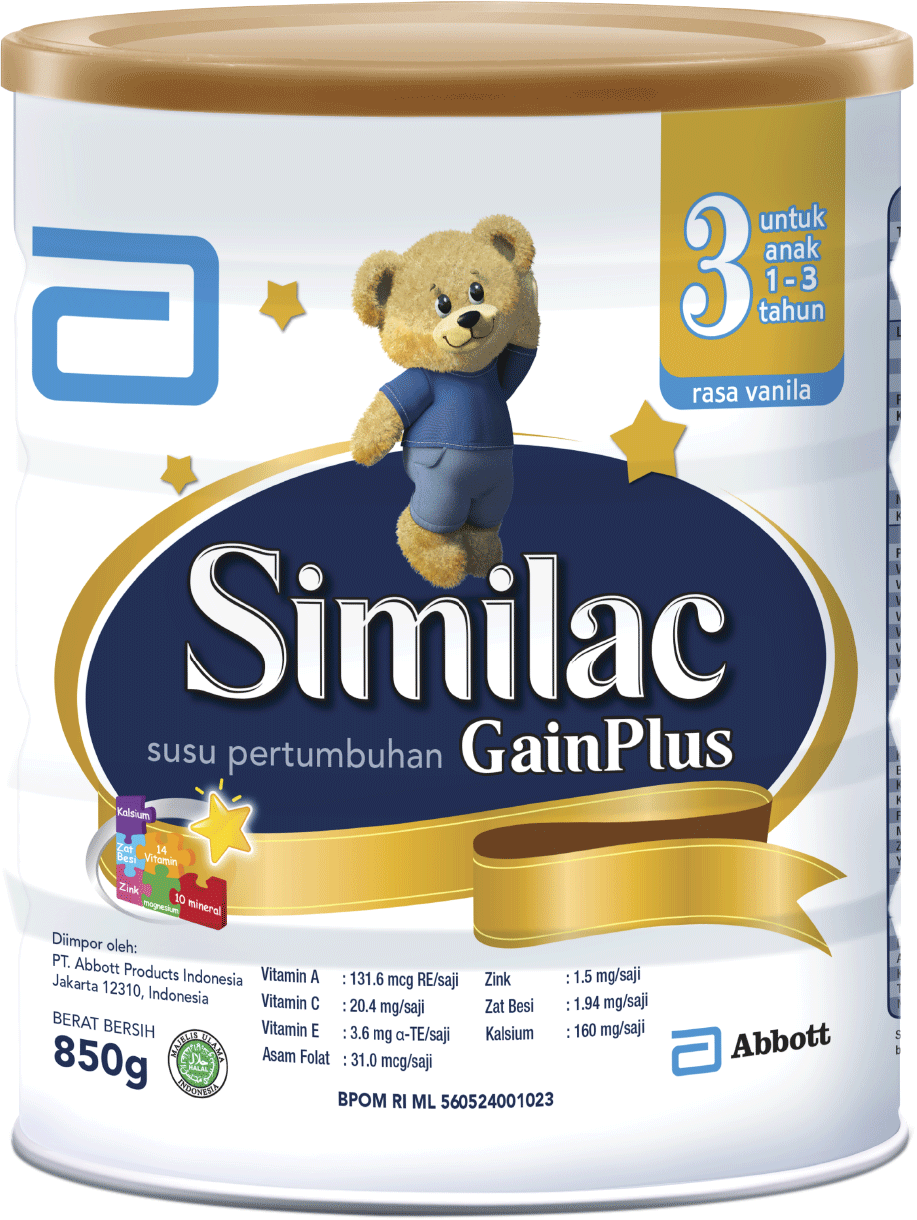 3
untuk
anak
1 - 3
tahun
rasa vanila
Similac
susu pertumbuhan GainPlus
Kalsium
Zat
Besi
14
Vitamin
Zink
magnesium
10 mineral
Diimpor oleh:
PT. Abbott Products Indonesia
Jakarta 12310, Indonesia
BERAT BERSIH
850g
MAJELIS ULAMA
HALAL
INDONESIA
Vitamin A : 131.6 mcg RE/saji
Vitamin C : 20.4 mg/saji
Vitamin E : 3.6 mg α-TE/saji
Asam Folat : 31.0 mcg/saji
Zink : 1.5 mg/saji
Zat Besi : 1.94 mg/saji
Kalsium : 160 mg/saji
Abbott
BPOM RI ML 560524001023